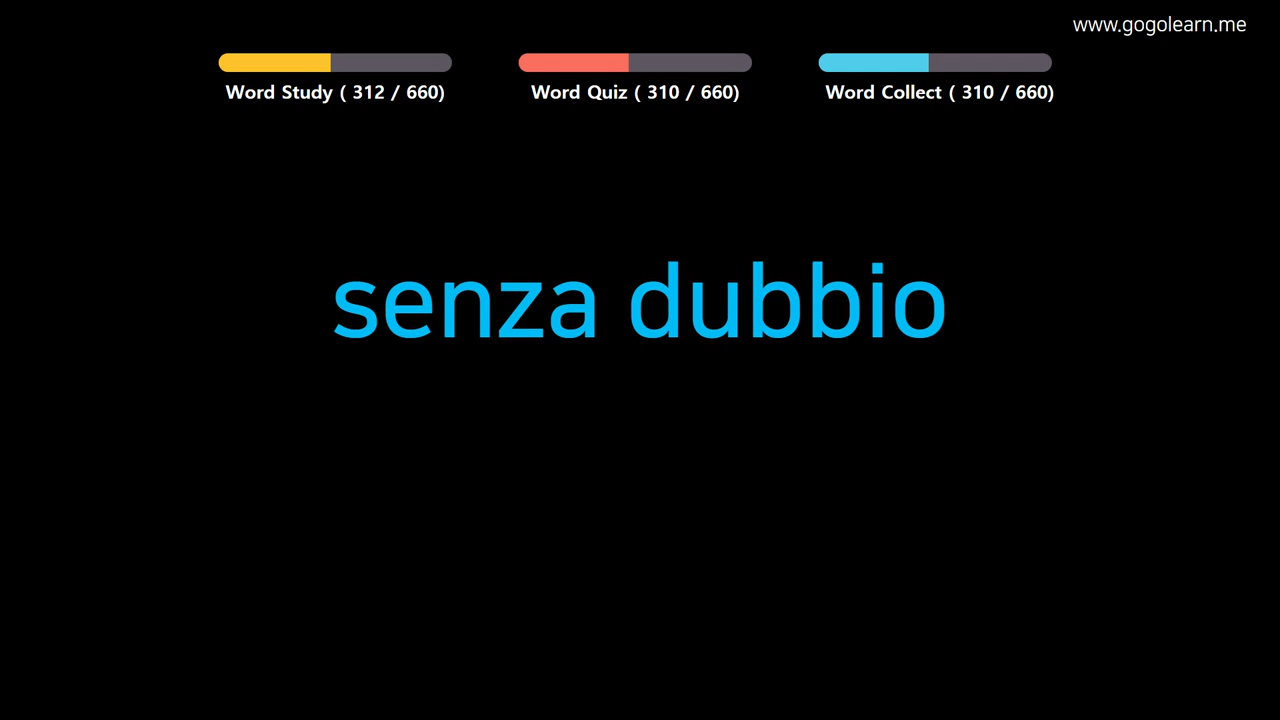 www.gogolearn.me
Word Study ( 312 / 660)
Word Quiz ( 310 / 660)
Word Collect ( 310 / 660)
senza dubbio